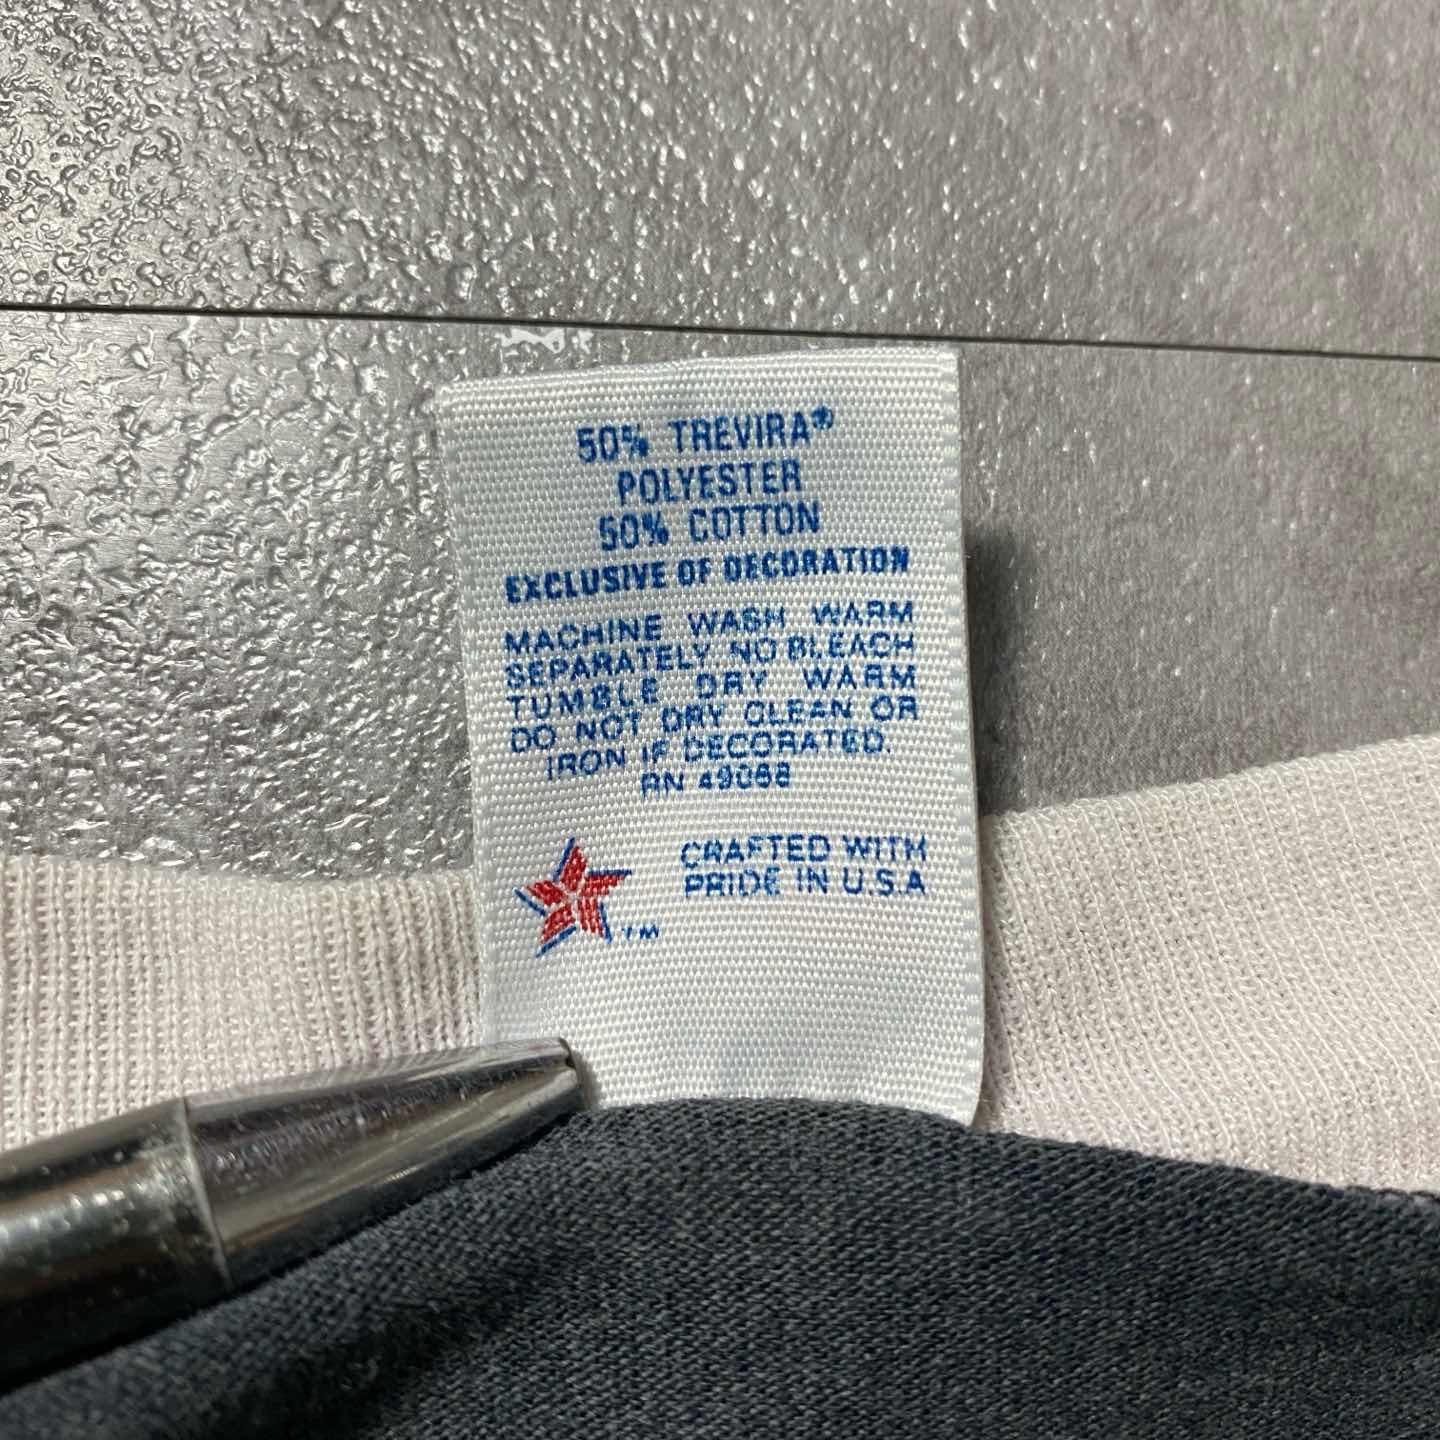 50% TREVIRA®
POLYESTER
50% COTTON
EXCLUSIVE OF DECORATION
MACHINE WASH WARM
SEPARATELY NO BLEACH
TUMBLE DRY WARM
DO NOT DRY CLEAN OR
IRON IF DECORATED.
RN 49068
CRAFTED WITH
PRIDE IN U.S.A
TM